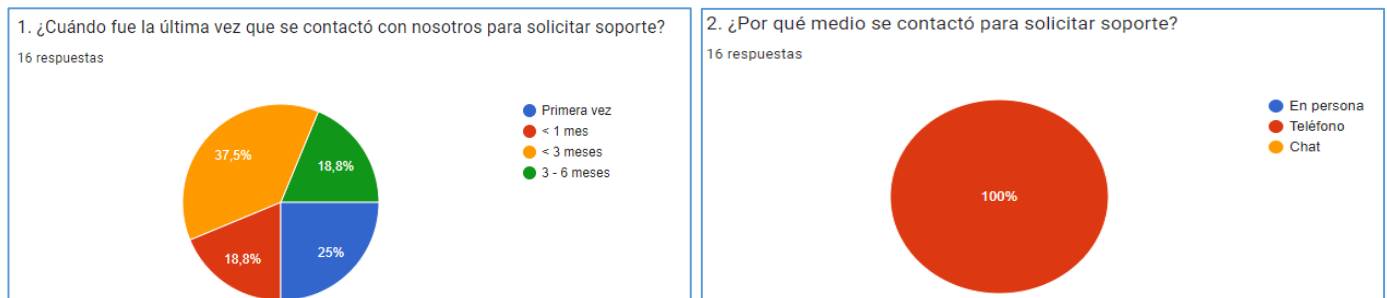 1. ¿Cuándo fue la última vez que se contactó con nosotros para solicitar soporte?
16 respuestas
Primera vez
< 1 mes
< 3 meses
3 - 6 meses
37,5%
18,8%
18,8%
25%
2. ¿Por qué medio se contactó para solicitar soporte?
16 respuestas
En persona
Teléfono
Chat
100%